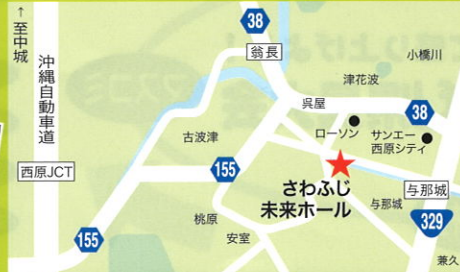 ↑至中城
沖縄自動車道
西原JCT
38
翁長
小橋川
津花波
呉屋
38
ローソン
サンエー
西原シティ
古波津
155
さわふじ
未来ホール
与那城
与那城
329
桃原
安室
155
兼久